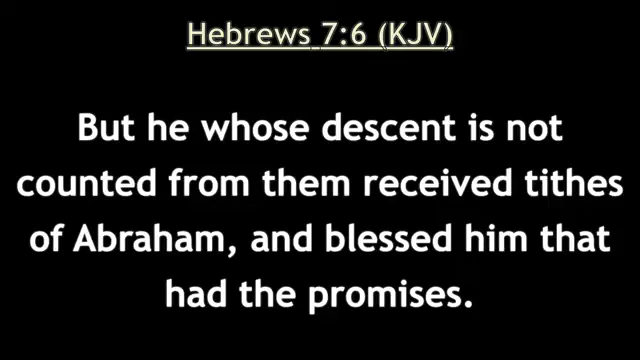 Hebrews 7:6 (KJV)
But he whose descent is not
counted from them received tithes
of Abraham, and blessed him that
had the promises.